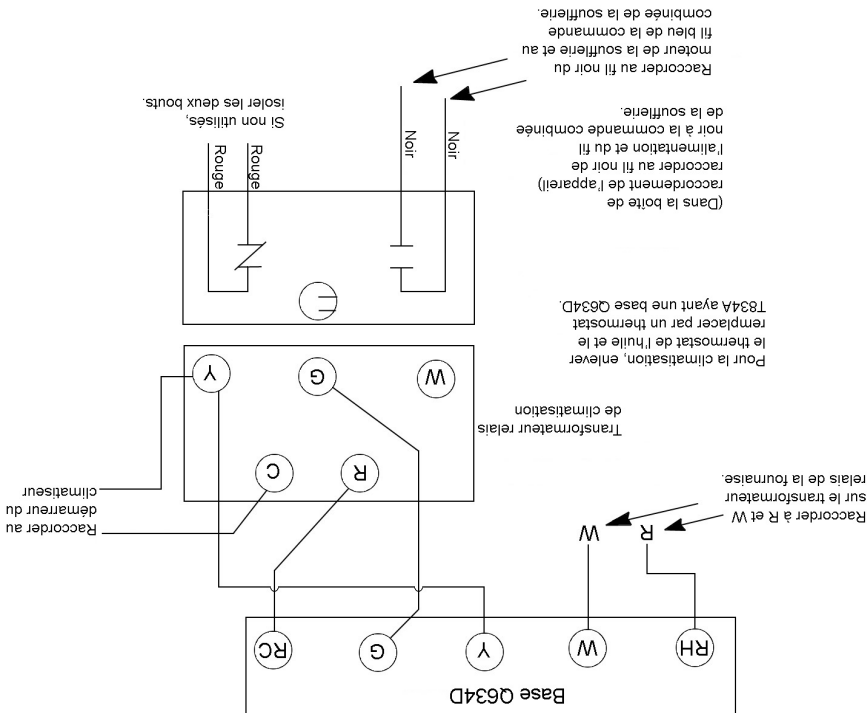 Base Q634D
RH
W
Y
G
RC
R
W
Raccorder à R et W
sur le transformateur
relais de la fournaise.
Raccorder au
démarreur du
climatiseur
R
C
Transformateur relais
de climatisation
W
G
Y
Pour la climatisation, enlever
le thermostat de l'huile et le
remplacer par un thermostat
T834A ayant une base Q634D.
(Dans la boîte de
raccordement de l'appareil)
raccorder au fil noir de
l'alimentation et du fil
noir à la commande combinée
de la soufflerie.
Noir
Noir
Rouge
Rouge
Si non utilisés,
isoler les deux bouts.
Raccorder au fil noir du
moteur de la soufflerie et au
fil bleu de la commande
combinée de la soufflerie.